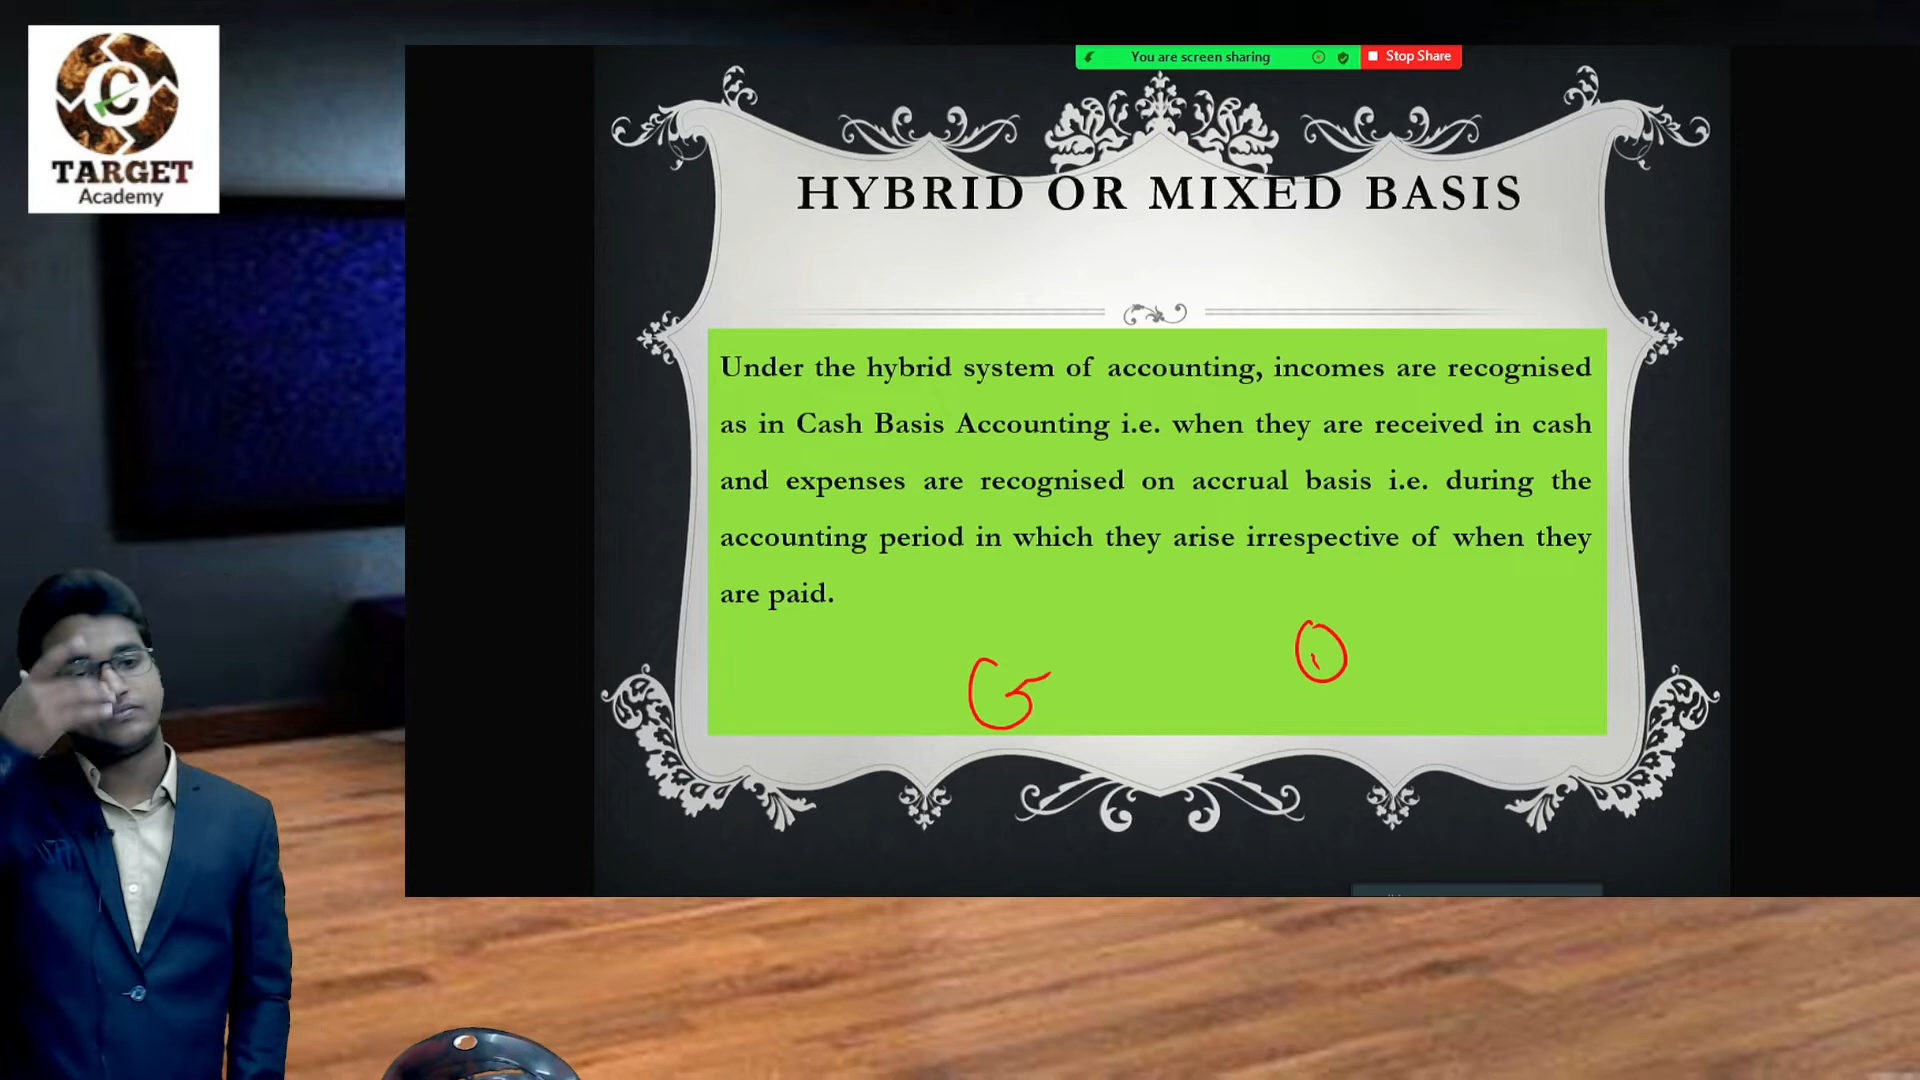 C
TARGET
Academy
You are screen sharing
Stop Share
HYBRID OR MIXED BASIS
Under the hybrid system of accounting, incomes are recognised
as in Cash Basis Accounting i.e. when they are received in cash
and expenses are recognised on accrual basis i.e. during the
accounting period in which they arise irrespective of when they
are paid.